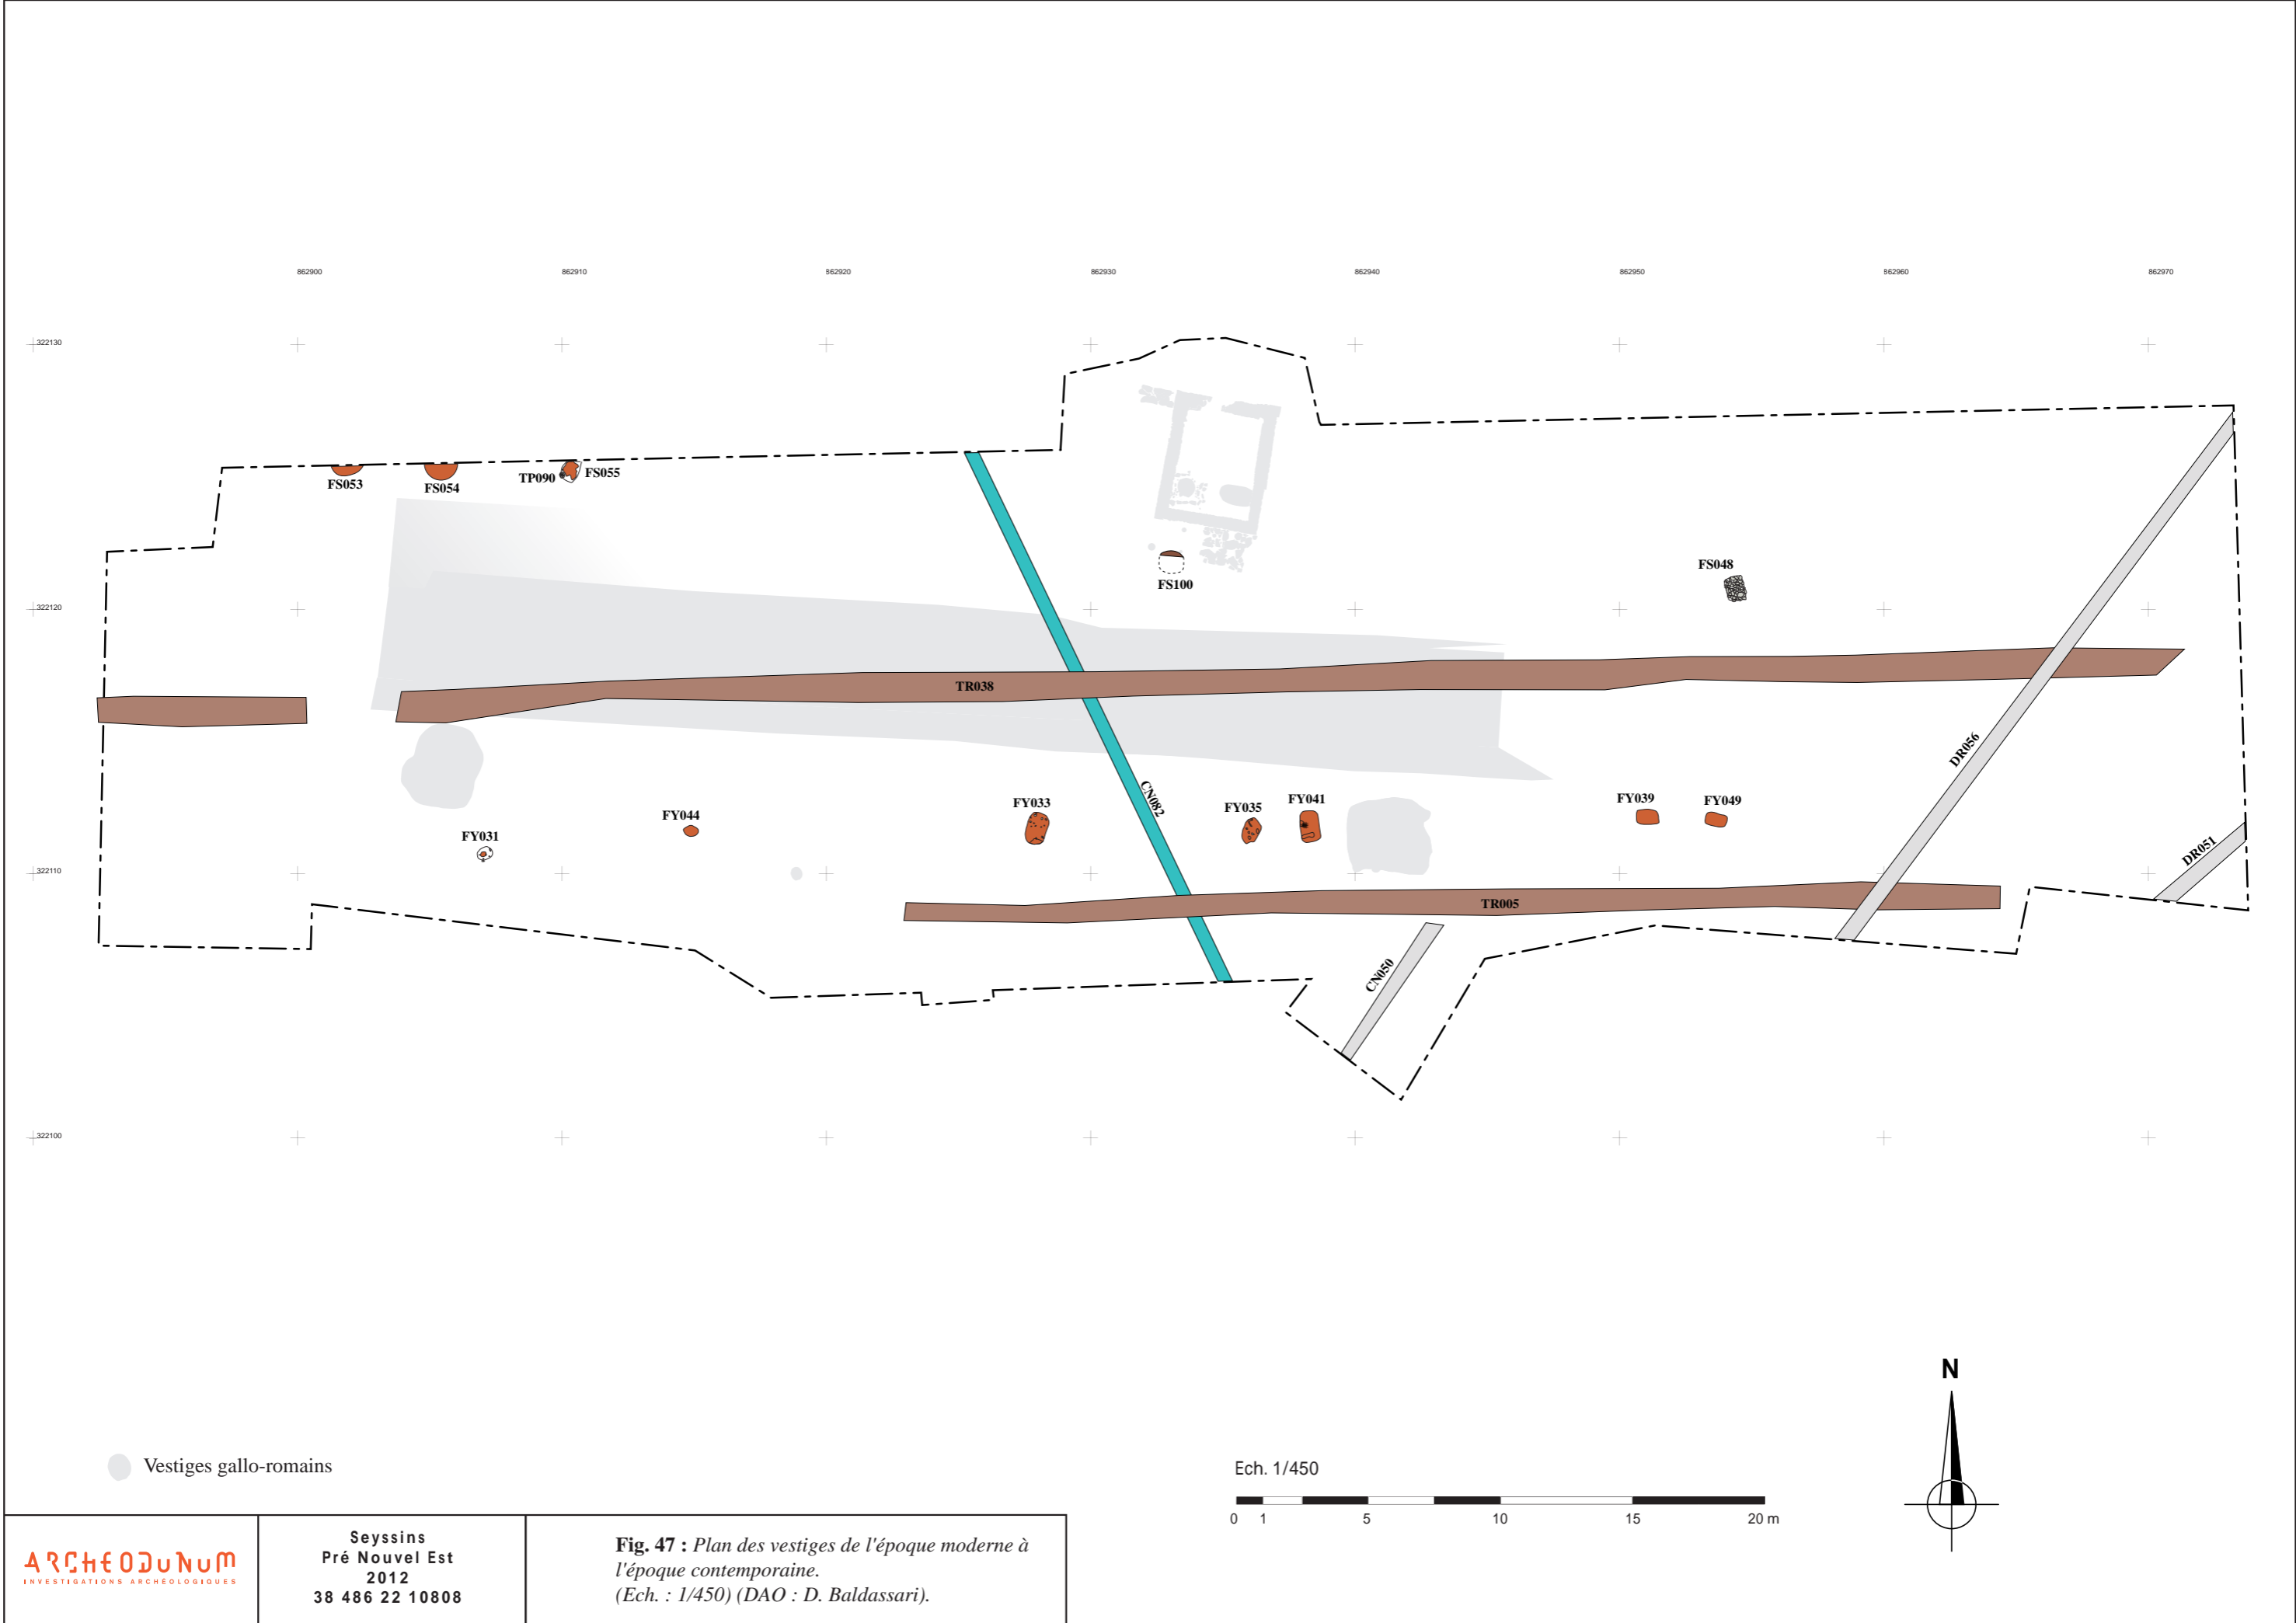 862900 862910 862920 862930 862940 862950 862960 862970
322130
FS053
FS054
TP090
FS055
FS100
FS048
322120
TR038
DR056
CN082
FY031
FY044
FY033
FY035
FY041
FY039
FY049
DR051
322110
TR005
CN050
322100
N
Vestiges gallo-romains
Ech. 1/450
0 1 5 10 15 20 m
ARCHEODUNUM
INVESTIGATIONS ARCHÉOLOGIQUES
Seyssins
Pré Nouvel Est
2012
38 486 22 10808
Fig. 47 : Plan des vestiges de l'époque moderne à
l'époque contemporaine.
(Ech. : 1/450) (DAO : D. Baldassari).